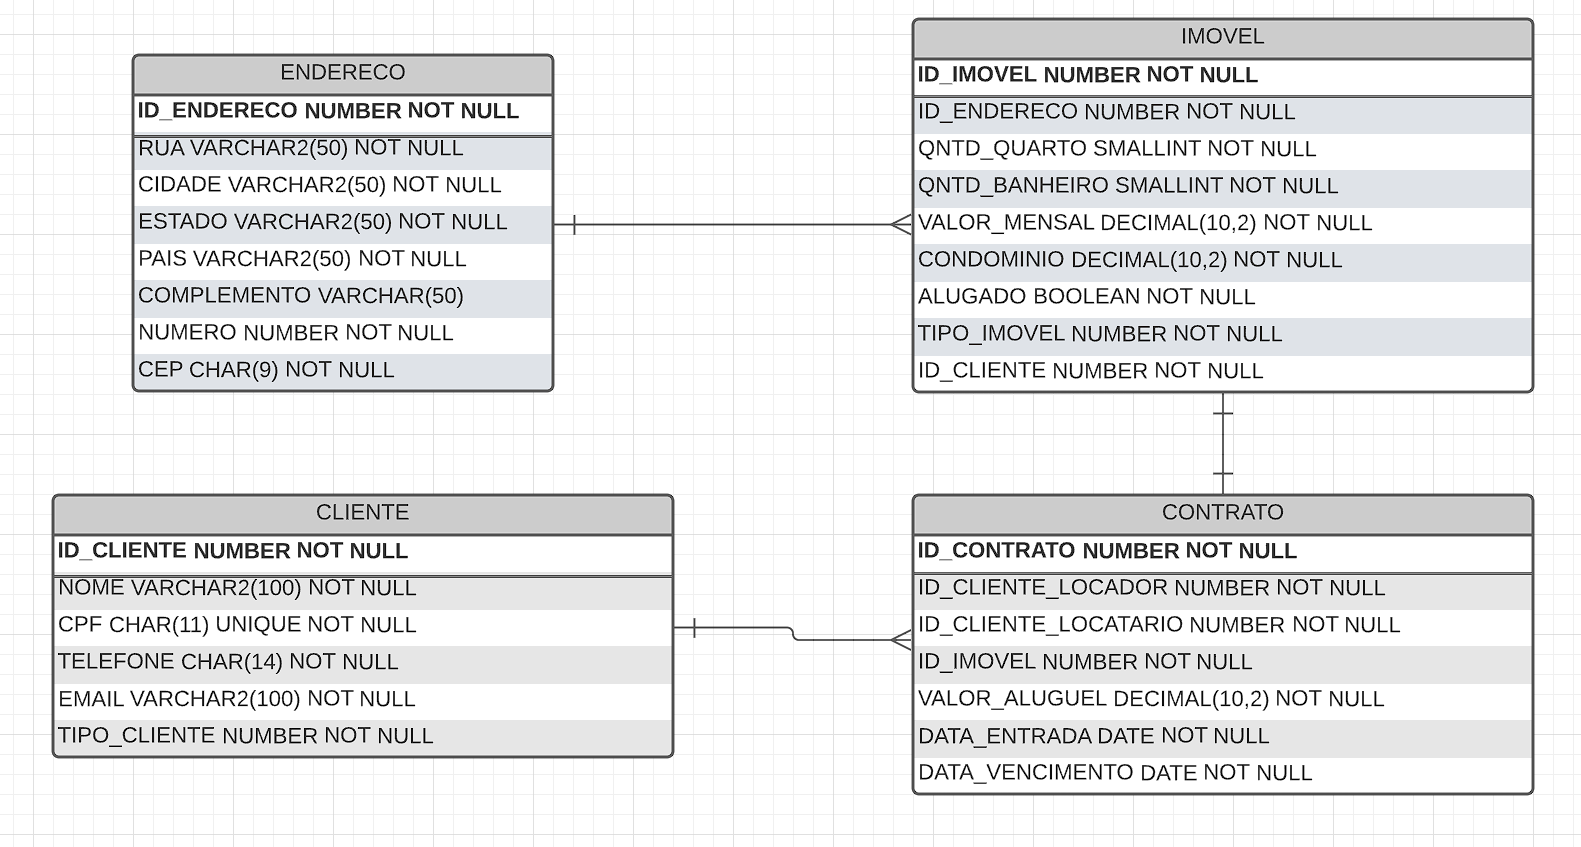 ENDERECO
ID_ENDERECO NUMBER NOT NULL
RUA VARCHAR2(50) NOT NULL
CIDADE VARCHAR2(50) NOT NULL
ESTADO VARCHAR2(50) NOT NULL
PAIS VARCHAR2(50) NOT NULL
COMPLEMENTO VARCHAR(50)
NUMERO NUMBER NOT NULL
CEP CHAR(9) NOT NULL
IMOVEL
ID_IMOVEL NUMBER NOT NULL
ID_ENDERECO NUMBER NOT NULL
QNTD_QUARTO SMALLINT NOT NULL
QNTD_BANHEIRO SMALLINT NOT NULL
VALOR_MENSAL DECIMAL(10,2) NOT NULL
CONDOMINIO DECIMAL(10,2) NOT NULL
ALUGADO BOOLEAN NOT NULL
TIPO_IMOVEL NUMBER NOT NULL
ID_CLIENTE NUMBER NOT NULL
CLIENTE
ID_CLIENTE NUMBER NOT NULL
NOME VARCHAR2(100) NOT NULL
CPF CHAR(11) UNIQUE NOT NULL
TELEFONE CHAR(14) NOT NULL
EMAIL VARCHAR2(100) NOT NULL
TIPO_CLIENTE NUMBER NOT NULL
CONTRATO
ID_CONTRATO NUMBER NOT NULL
ID_CLIENTE_LOCADOR NUMBER NOT NULL
ID_CLIENTE_LOCATARIO NUMBER NOT NULL
ID_IMOVEL NUMBER NOT NULL
VALOR_ALUGUEL DECIMAL(10,2) NOT NULL
DATA_ENTRADA DATE NOT NULL
DATA_VENCIMENTO DATE NOT NULL